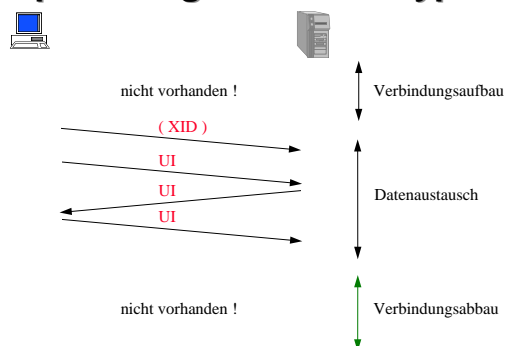 nicht vorhanden !
Verbindungsaufbau
( XID )
UI
UI
Datenaustausch
UI
nicht vorhanden !
Verbindungsabbau